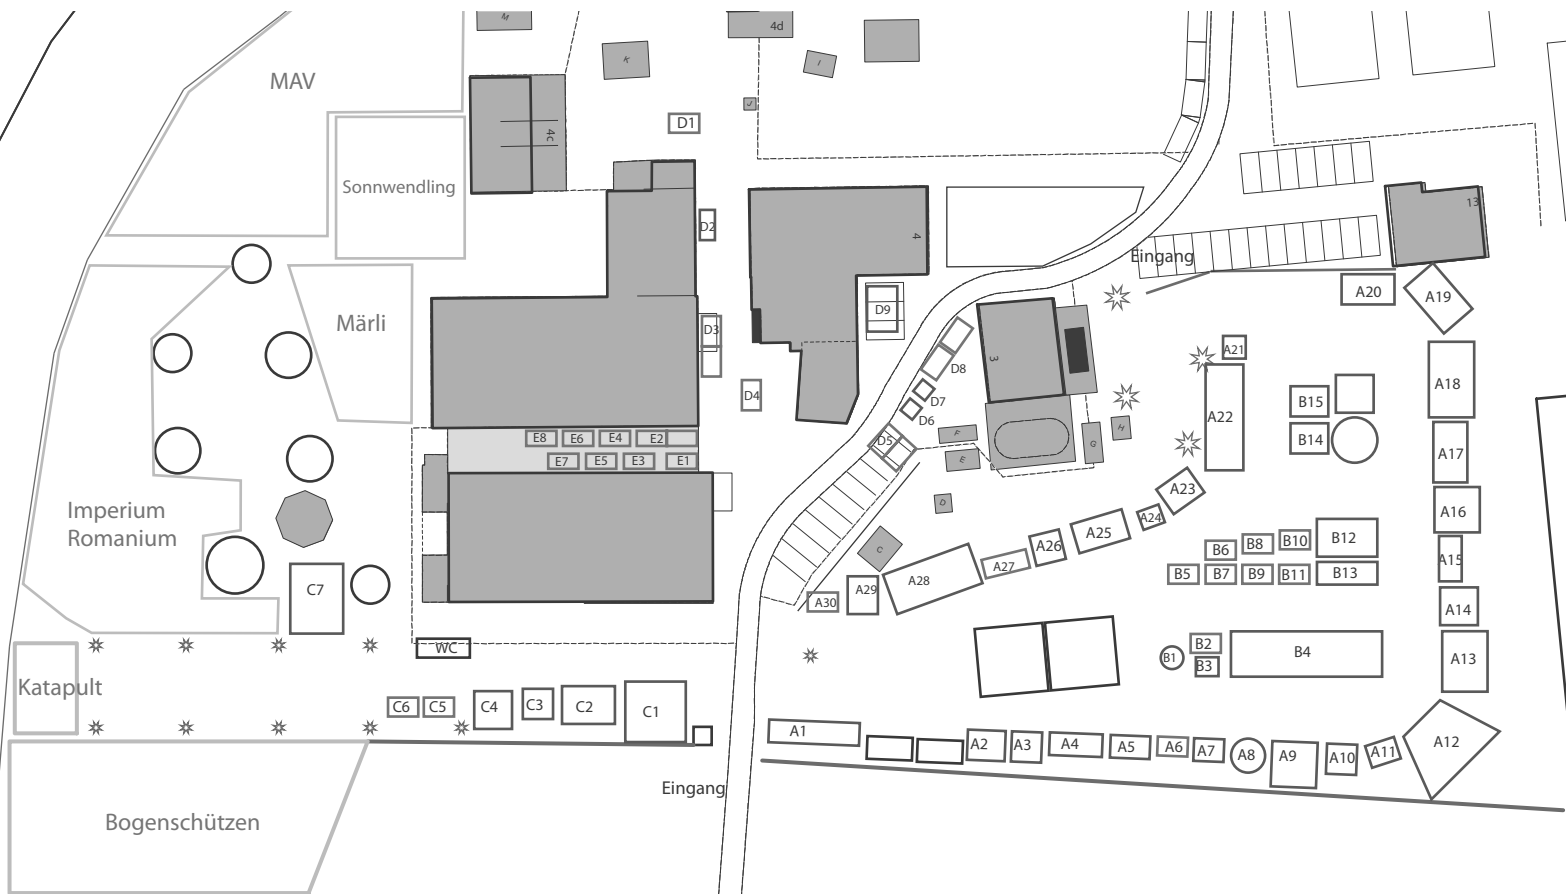 M
4d
MAV
K
I
J
D1
4c
Sonnwendling
13
D2
4
Eingang
A20
A19
D9
Märli
D3
3
A21
D8
A18
D4
D7
B15
A22
D6
H
F
E8
E6
E4
E2
D5
G
B14
E
A17
E7
E5
E3
E1
A23
D
Imperium
Romanium
A24
A25
A16
B12
B10
B8
B6
A26
C
A15
A27
B5
B7
B9
B11
B13
A28
C7
A29
A30
A14
WC
B2
B4
B1
B3
A13
Katapult
C6
C5
C4
C3
C2
C1
A1
A2
A3
A4
A5
A6
A7
A8
A9
A10
A11
A12
Eingang
Bogenschützen